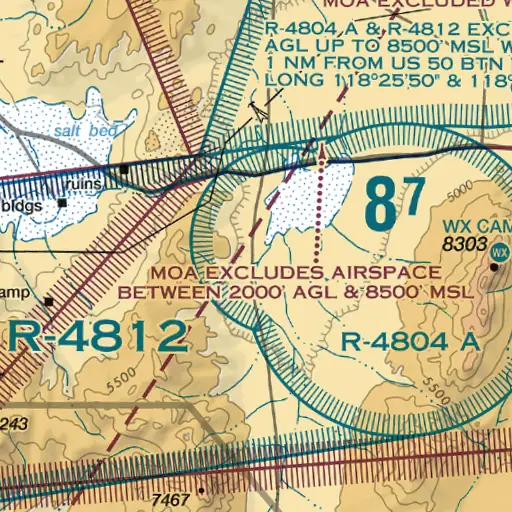 MOA EXCLUDED W
R-4804 A & R-4812 EXC
AGL UP TO 8500' MSL W
1 NM FROM US 50 BTN
LONG 118°25'50" & 118°
salt bed
ruins
bldgs
87
5000
WX CAM
8303
WX
MOA EXCLUDES AIRSPACE
BETWEEN 2000' AGL & 8500' MSL
amp
R-4812
R-4804 A
5500
5500
243
7467